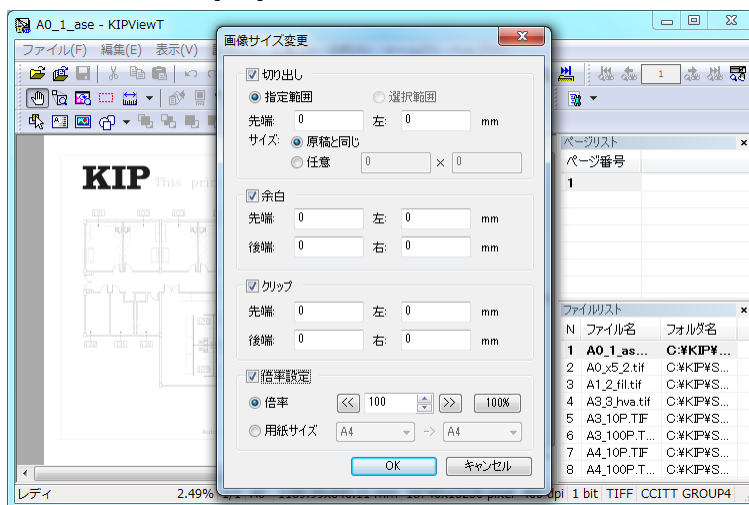 A0_1_ase - KIPViewT
ファイル(F) 編集(E) 表示(V)
画像サイズ変更
切り出し
指定範囲 選択範囲
先端: 0 左: 0 mm
サイズ: 原稿と同じ
任意 0 × 0
余白
先端: 0 左: 0 mm
後端: 0 右: 0 mm
クリップ
先端: 0 左: 0 mm
後端: 0 右: 0 mm
倍率設定
倍率 << 100 >> 100%
用紙サイズ A4 -> A4
OK キャンセル
1
KIP This prin
ページリスト
ページ番号
1
ファイルリスト
N ファイル名 フォルダ名
1 A0_1_as... C:¥KIP¥...
2 A0_x5_2.tif C:¥KIP¥S...
3 A1_2_fil.tif C:¥KIP¥S...
4 A3_3_hva.tif C:¥KIP¥S...
5 A3_10P.TIF C:¥KIP¥S...
6 A3_100P.T... C:¥KIP¥S...
7 A4_10P.TIF C:¥KIP¥S...
8 A4_100P.T... C:¥KIP¥S...
レディ 2.49% dpi 1 bit TIFF CCITT GROUP4